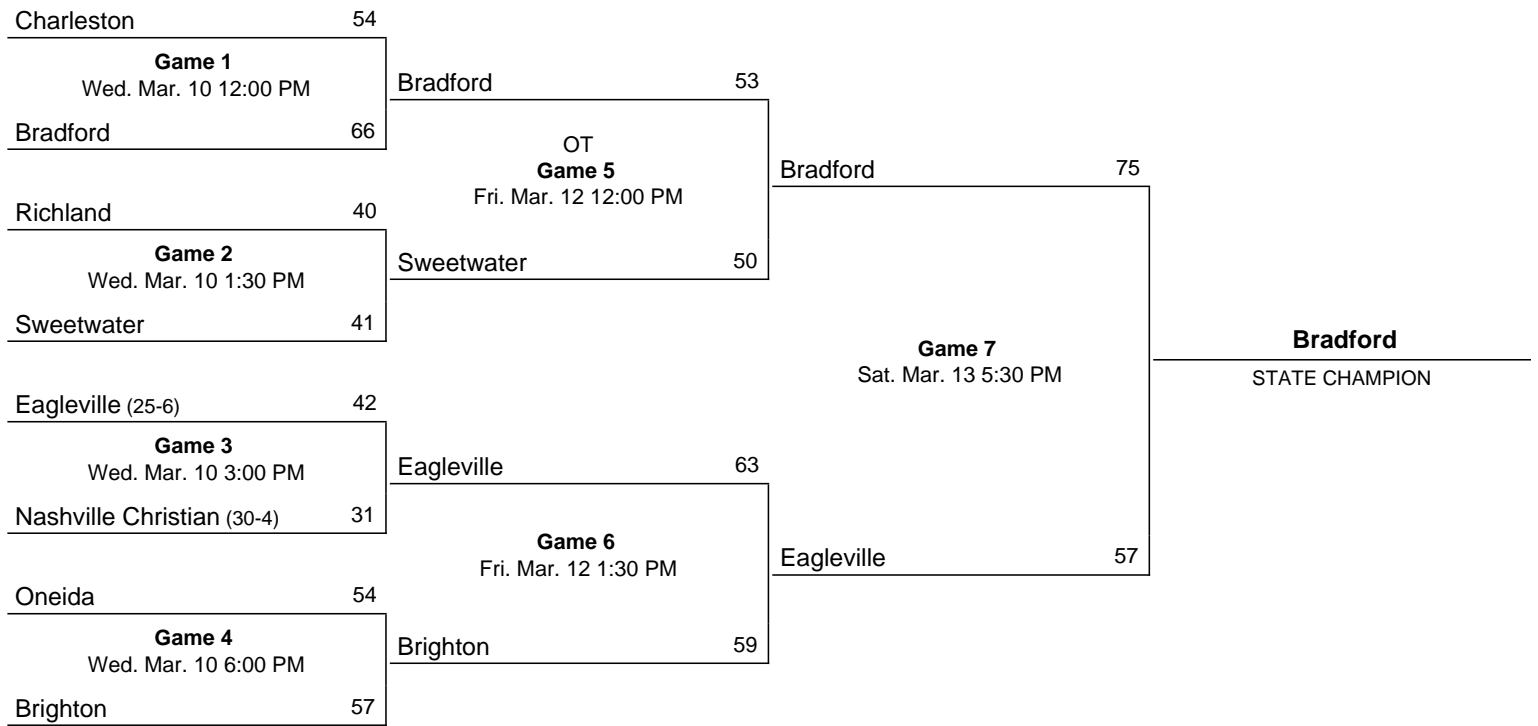 Charleston 54
Game 1
Wed. Mar. 10 12:00 PM
Bradford 66
Richland 40
Game 2
Wed. Mar. 10 1:30 PM
Sweetwater 41
Eagleville (25-6) 42
Game 3
Wed. Mar. 10 3:00 PM
Nashville Christian (30-4) 31
Oneida 54
Game 4
Wed. Mar. 10 6:00 PM
Brighton 57
Bradford 53
OT
Game 5
Fri. Mar. 12 12:00 PM
Sweetwater 50
Eagleville 63
Game 6
Fri. Mar. 12 1:30 PM
Brighton 59
Bradford 75
Game 7
Sat. Mar. 13 5:30 PM
Eagleville 57
Bradford
STATE CHAMPION